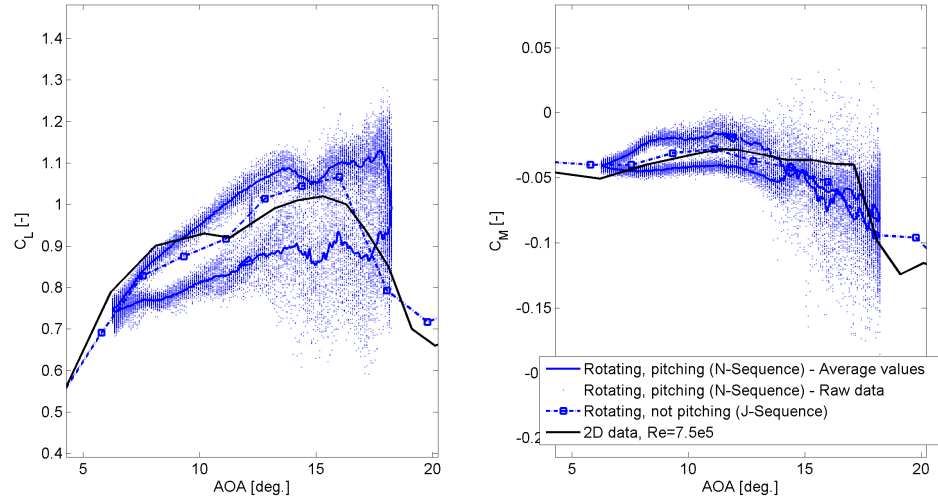 1.4
1.3
1.2
1.1
1
0.9
0.8
0.7
0.6
0.5
0.4
C_L [-]
5 10 15 20
AOA [deg.]
0.05
0
-0.05
-0.1
-0.15
-0
-0.2
C_M [-]
5 10 15 20
AOA [deg.]
Rotating, pitching (N-Sequence) - Average values
Rotating, pitching (N-Sequence) - Raw data
Rotating, not pitching (J-Sequence)
2D data, Re=7.5e5